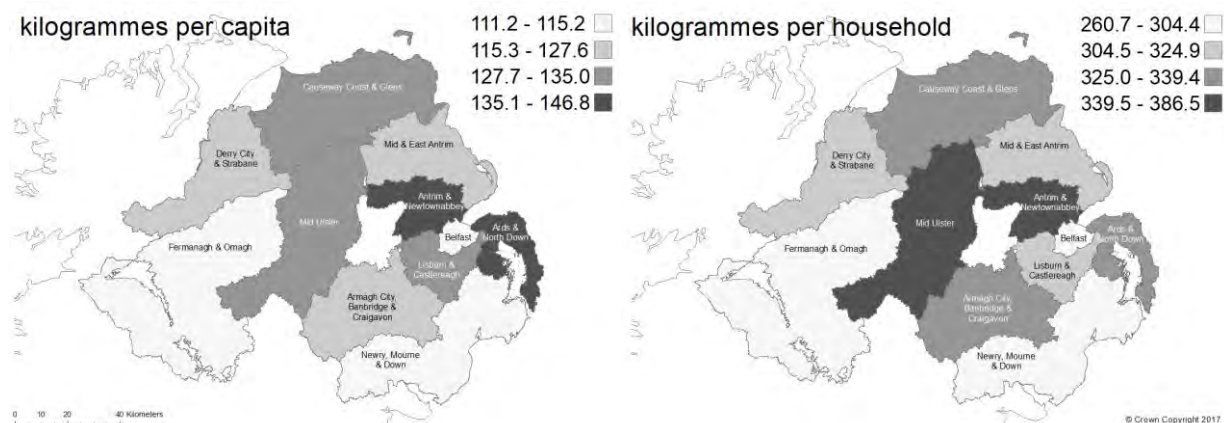 kilogrammes per capita
111.2 - 115.2
115.3 - 127.6
127.7 - 135.0
135.1 - 146.8
Causeway Coast & Glens
Derry City
& Strabane
Mid & East Antrim
Antrim &
Newtownabbey
Mid Ulster
Fermanagh & Omagh
Belfast
Ards &
North Down
Lisburn &
Castlereagh
Armagh City,
Banbridge &
Craigavon
Newry, Mourne
& Down
0 10 20 40 Kilometers
kilogrammes per household
260.7 - 304.4
304.5 - 324.9
325.0 - 339.4
339.5 - 386.5
Causeway Coast & Glens
Derry City
& Strabane
Mid & East Antrim
Antrim &
Newtownabbey
Mid Ulster
Fermanagh & Omagh
Belfast
Ards &
North Down
Lisburn &
Castlereagh
Armagh City,
Banbridge &
Craigavon
Newry, Mourne
& Down
© Crown Copyright 2017